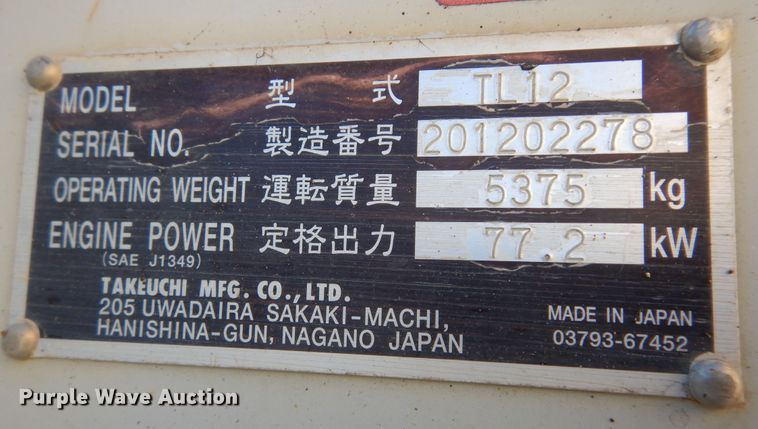 MODEL 型式 TL12
SERIAL NO. 製造番号 201202278
OPERATING WEIGHT 運転質量 5375 kg
ENGINE POWER 定格出力 77.2 kW
(SAE J1349)
TAKEUCHI MFG. CO., LTD.
205 UWADAIRA SAKAKI-MACHI,
HANISHINA-GUN, NAGANO JAPAN
MADE IN JAPAN
03793-67452
Purple Wave Auction